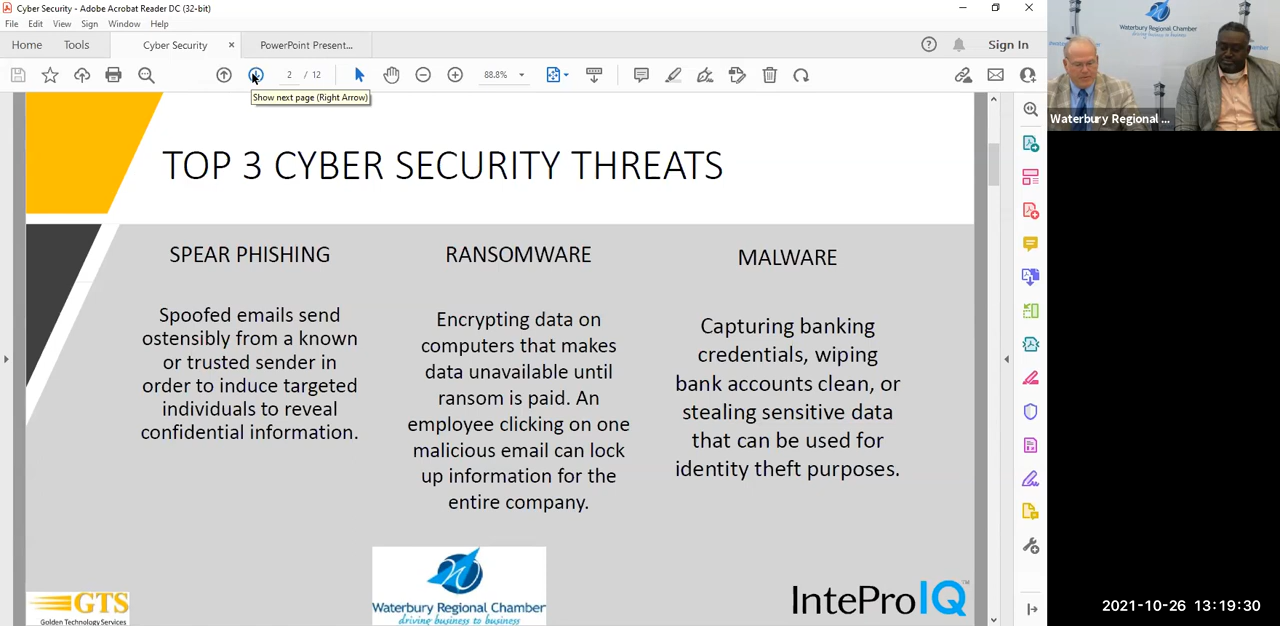 Cyber Security - Adobe Acrobat Reader DC (32-bit)
File Edit View Sign Window Help
Home Tools Cyber Security × PowerPoint Present... Sign In
2 / 12 88.8%
Show next page (Right Arrow)
TOP 3 CYBER SECURITY THREATS
SPEAR PHISHING
Spoofed emails send
ostensibly from a known
or trusted sender in
order to induce targeted
individuals to reveal
confidential information.
RANSOMWARE
Encrypting data on
computers that makes
data unavailable until
ransom is paid. An
employee clicking on one
malicious email can lock
up information for the
entire company.
MALWARE
Capturing banking
credentials, wiping
bank accounts clean, or
stealing sensitive data
that can be used for
identity theft purposes.
GTS
Golden Technology Services
Waterbury Regional Chamber
driving business to business
InteProIQ™
Waterbury Regional Chamber
driving business to business
Waterbury Regional ...
2021-10-26 13:19:30